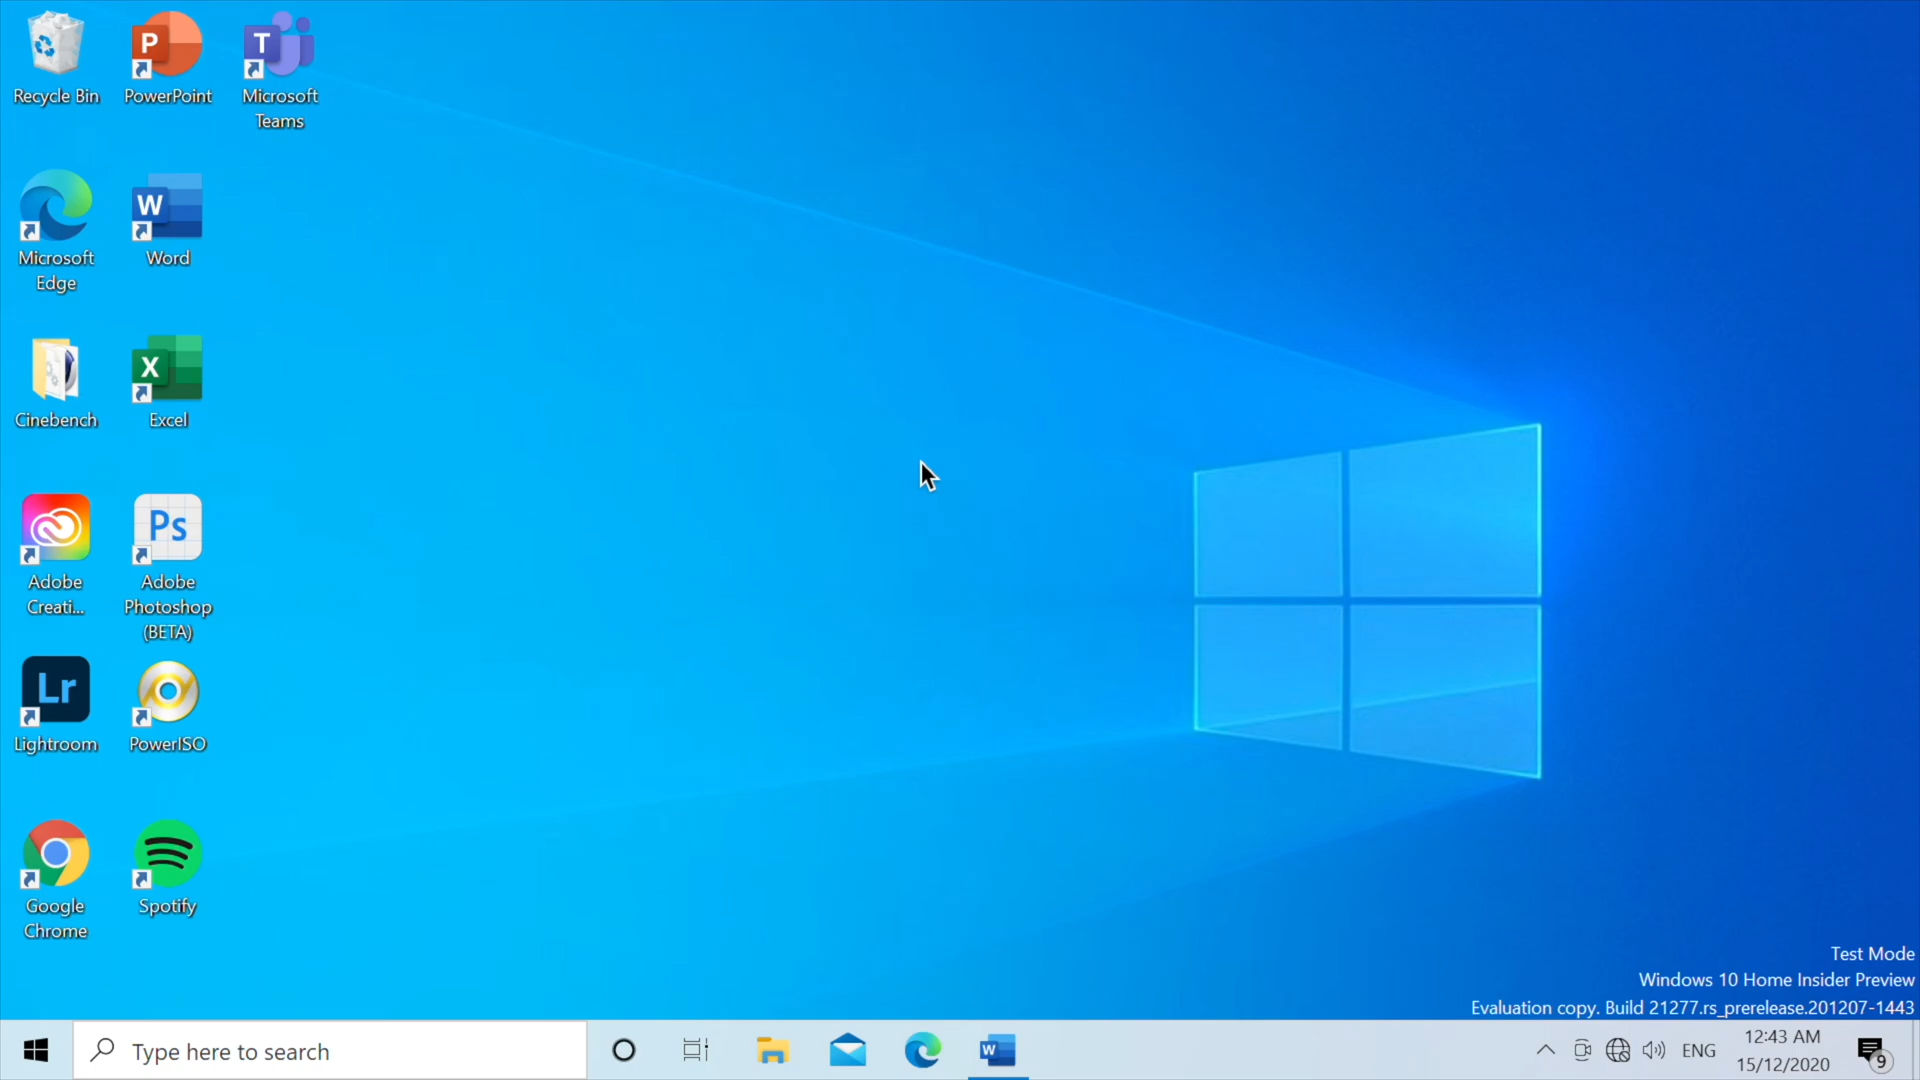 Recycle Bin
P
PowerPoint
T
Microsoft
Teams
Microsoft
Edge
W
Word
Cinebench
X
Excel
Adobe
Creati...
Ps
Adobe
Photoshop
(BETA)
Lr
Lightroom
PowerISO
Google
Chrome
Spotify
Test Mode
Windows 10 Home Insider Preview
Evaluation copy. Build 21277.rs_prerelease.201207-1443
Type here to search
W
ENG
12:43 AM
15/12/2020
9